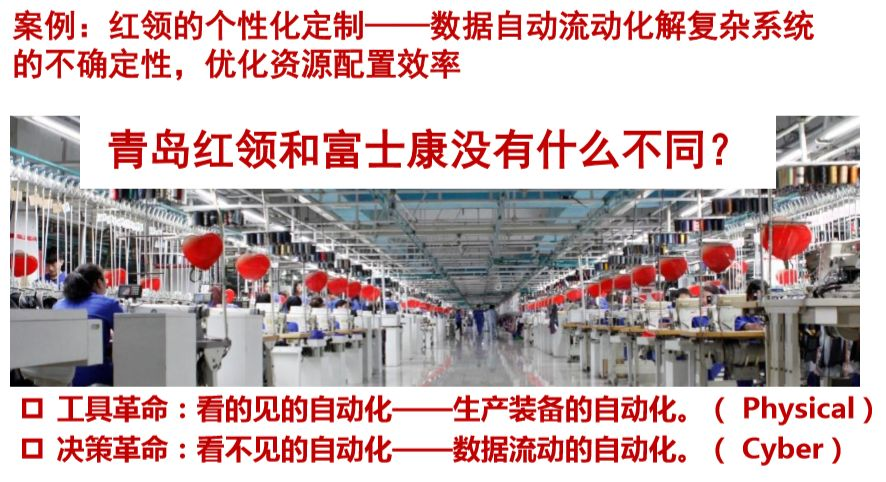 案例：红领的个性化定制——数据自动流动化解复杂系统
的不确定性，优化资源配置效率
青岛红领和富士康没有什么不同？
工具革命：看的见的自动化——生产装备的自动化。（ Physical）
决策革命：看不见的自动化——数据流动的自动化。（ Cyber）